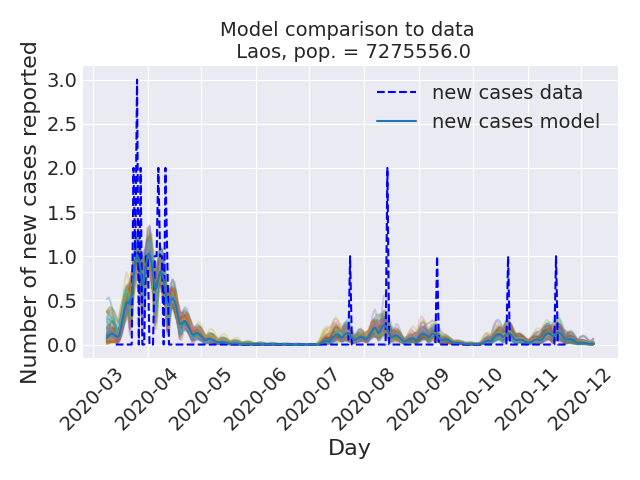 Model comparison to data
Laos, pop. = 7275556.0
Number of new cases reported
3.0
2.5
2.0
1.5
1.0
0.5
0.0
new cases data
new cases model
2020-03
2020-04
2020-05
2020-06
2020-07
2020-08
2020-09
2020-10
2020-11
2020-12
Day